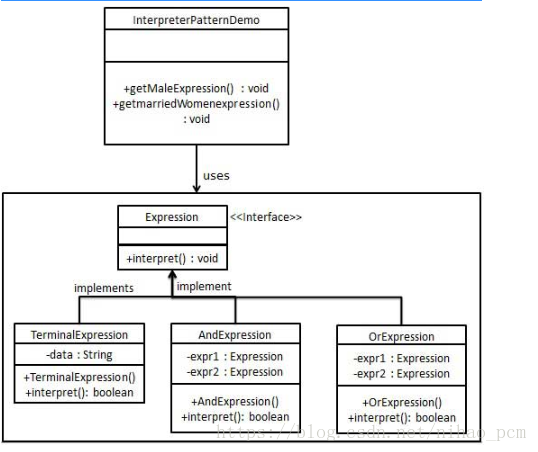 InterpreterPatternDemo
+getMaleExpression() : void
+getmarriedWomenexpression()
: void
uses
Expression
<<Interface>>
+interpret() : void
implements
implement
TerminalExpression
-data : String
+TerminalExpression()
+interpret(): boolean
AndExpression
-expr1 : Expression
-expr2 : Expression
+AndExpression()
+interpret(): boolean
OrExpression
-expr1 : Expression
-expr2 : Expression
+OrExpression()
+interpret(): boolean
https://blog.csdn.net/nihao_pcm